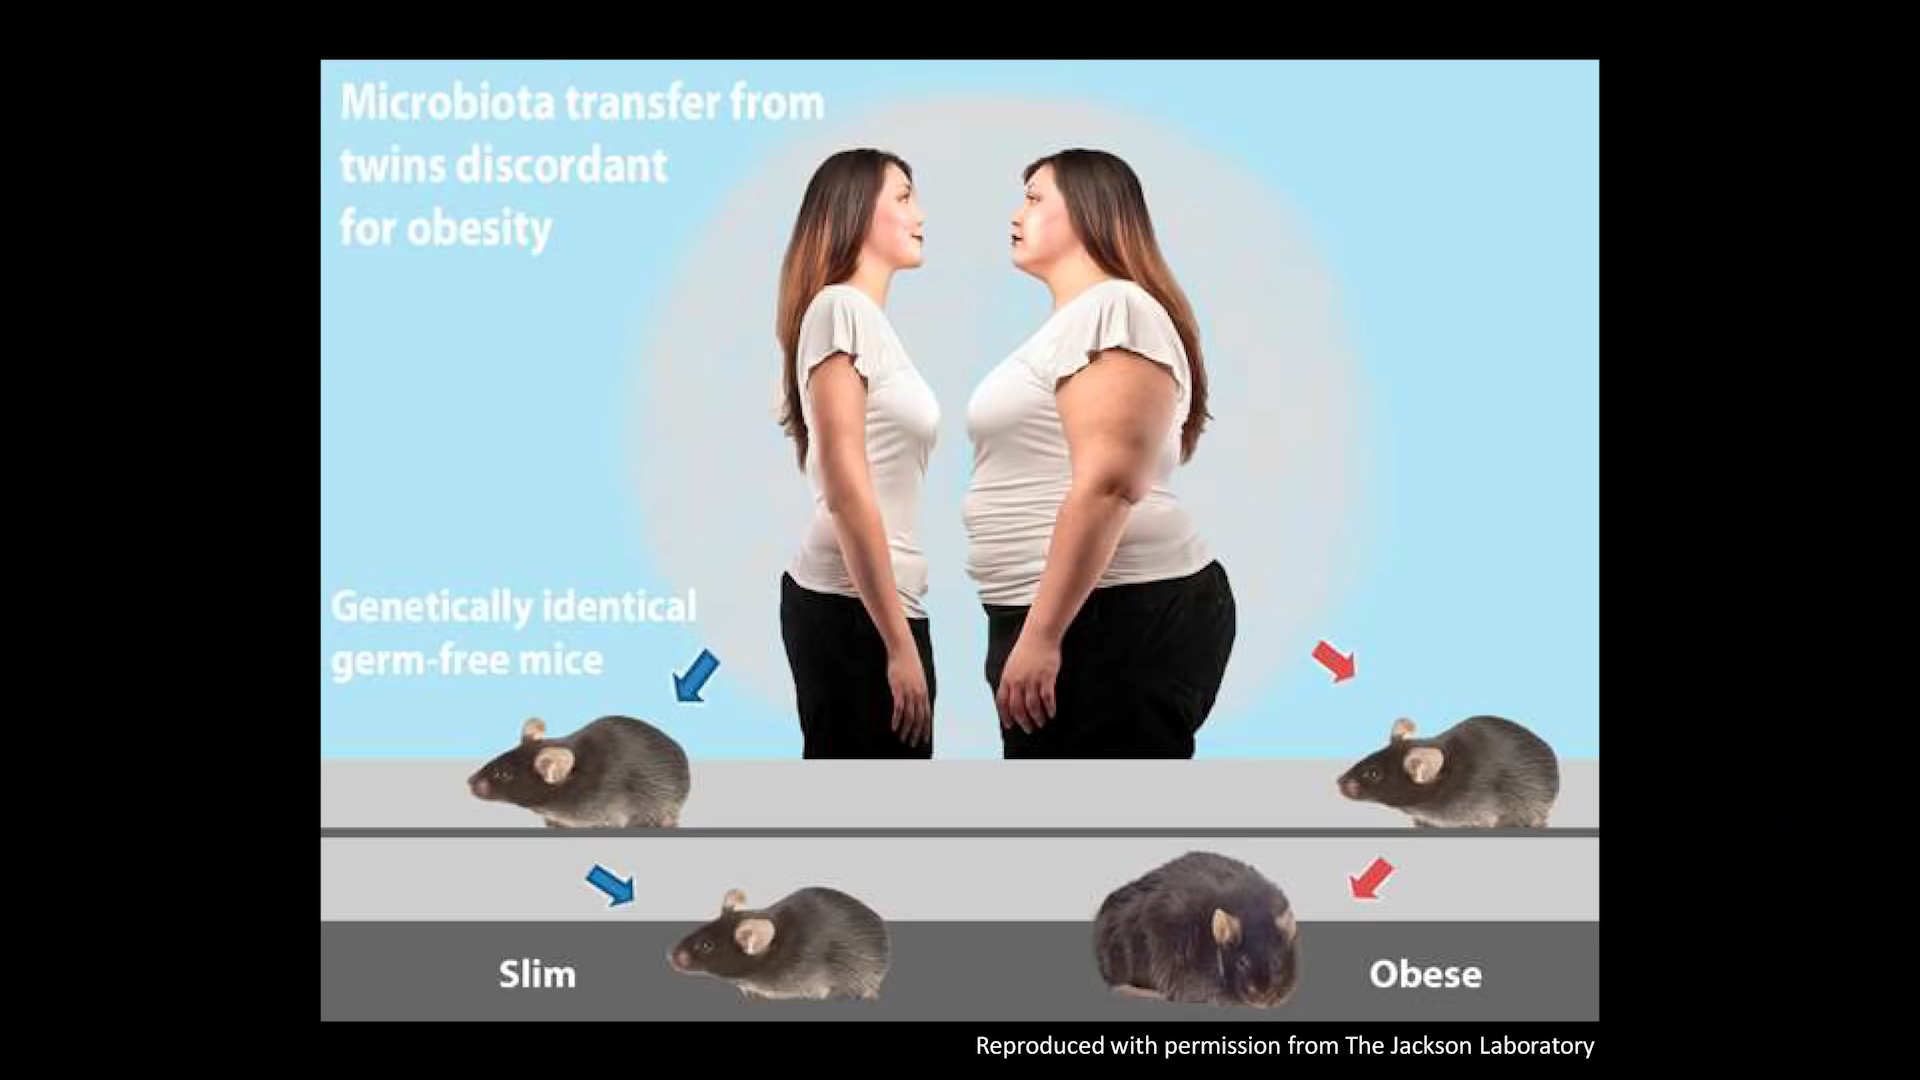 Microbiota transfer from
twins discordant
for obesity
Genetically identical
germ-free mice
Slim
Obese
Reproduced with permission from The Jackson Laboratory